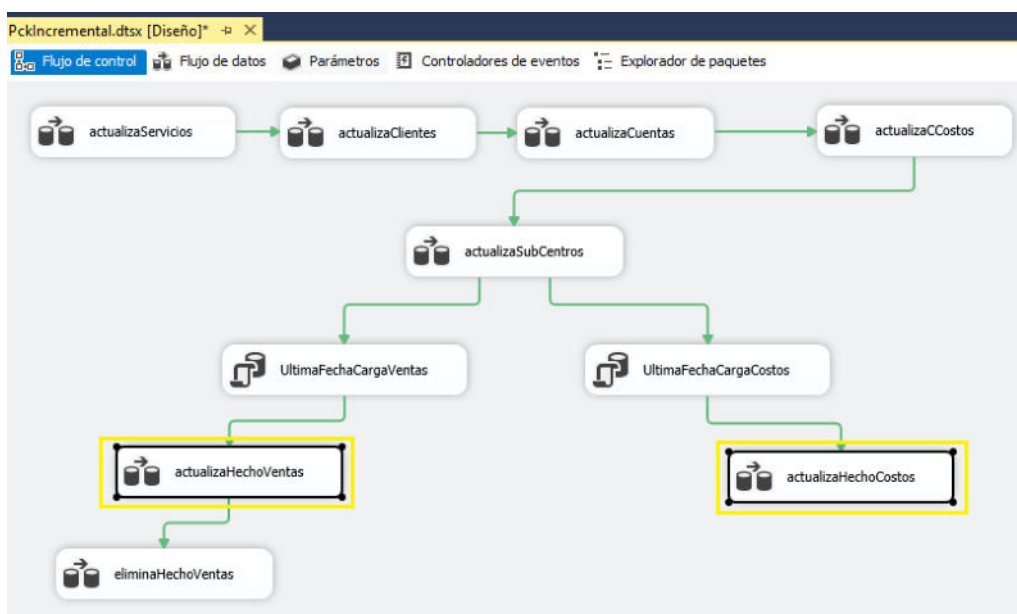 PckIncremental.dtsx [Diseño]*
Flujo de control Flujo de datos Parámetros Controladores de eventos Explorador de paquetes
actualizaServicios actualizaClientes actualizaCuentas actualizaCCostos
actualizaSubCentros
UltimaFechaCargaVentas UltimaFechaCargaCostos
actualizaHechoVentas actualizaHechoCostos
eliminaHechoVentas